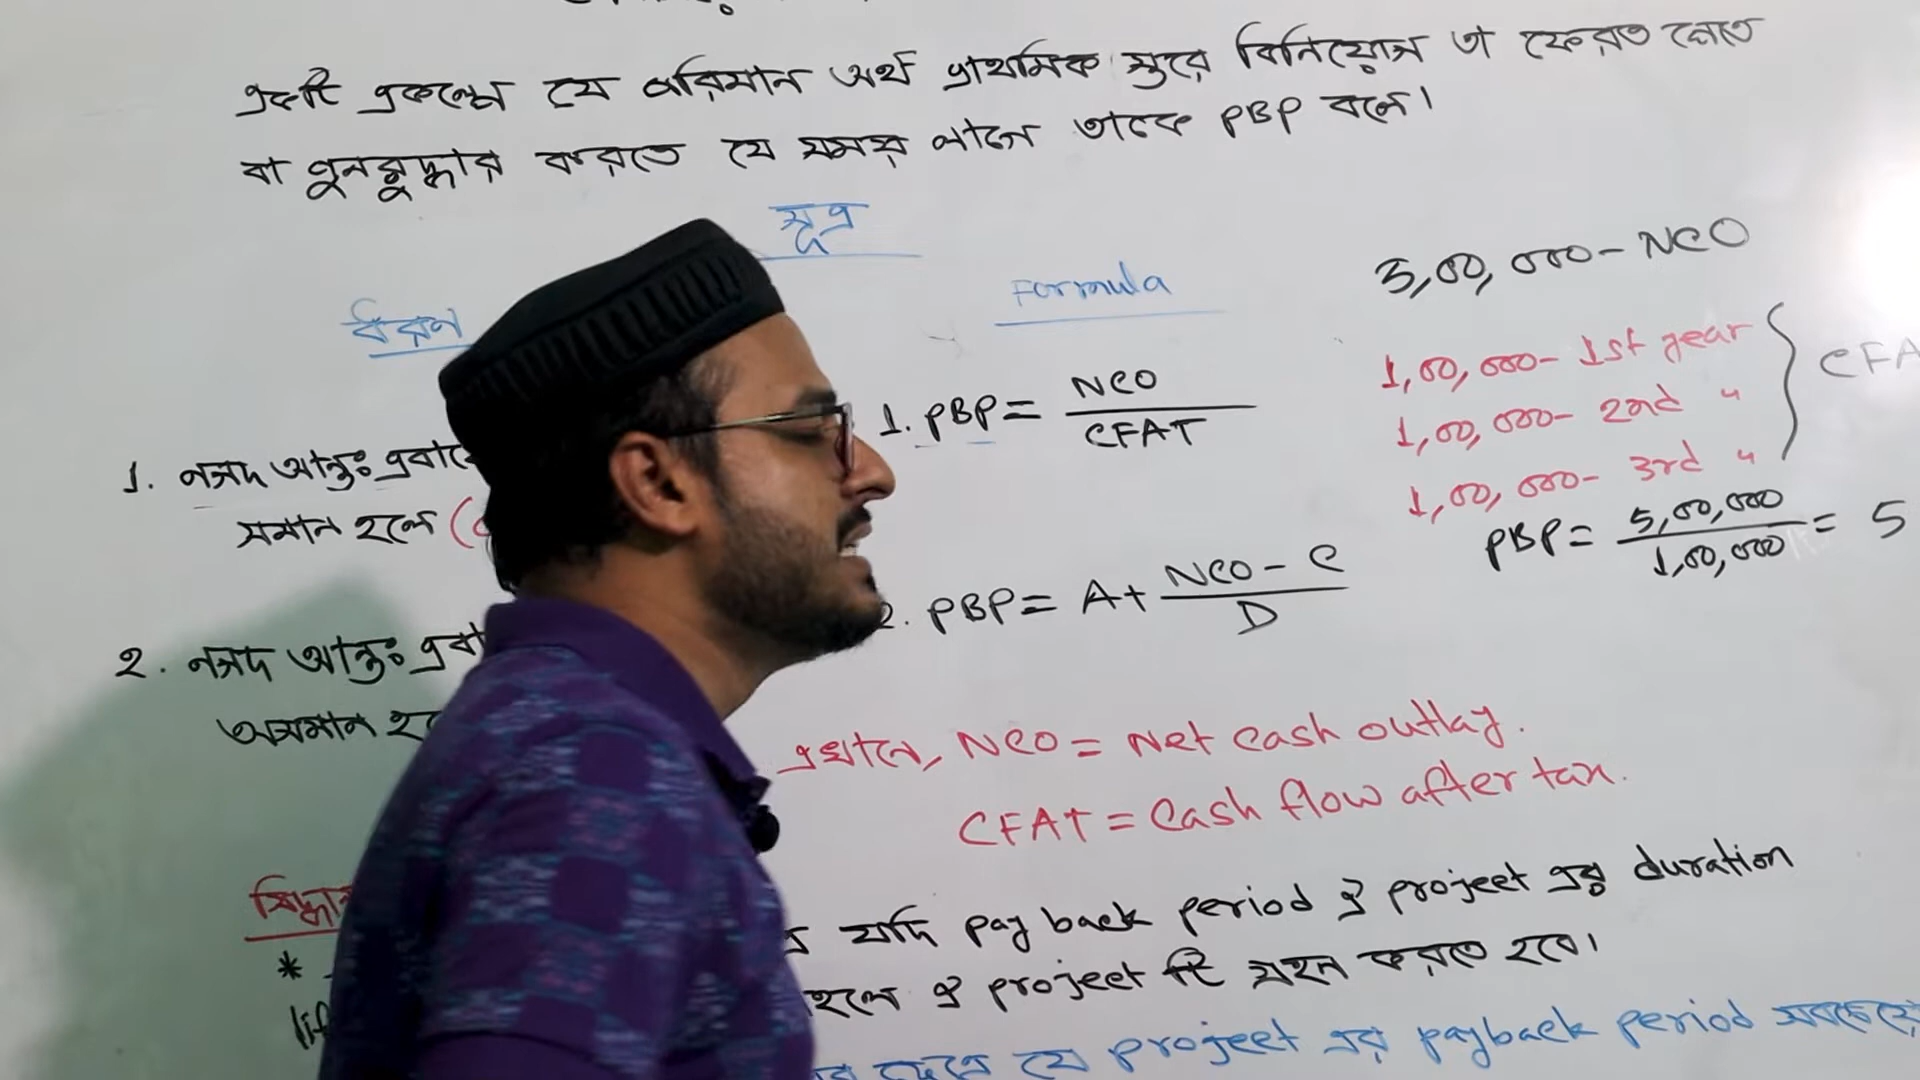 একটি প্রকল্পে যে পরিমান অর্থ প্রাথমিক স্তরে বিনিয়োগ তা ফেরত পেতে
বা পুনরুদ্ধার করতে যে সময় লাগে তাকে PBP বলে।
সূত্র
Formula
1. নগদ আন্তঃ প্রবাহ
সমান হলে (
1. PBP = NCO / CFAT
2. নগদ আন্তঃ
অসমান
2. PBP = A + NCO - C / D
5,00,000 - NCO
1,00,000 - 1st year
1,00,000 - 2nd "
1,00,000 - 3rd "
CFA
PBP = 5,00,000 / 1,00,000 = 5
এখানে, NCO = Net cash outlay.
CFAT = Cash flow after tax.
* যদি pay back period ঐ project এর duration
হলে ঐ project টি গ্রহন করতে হবে।
যে project এর payback period